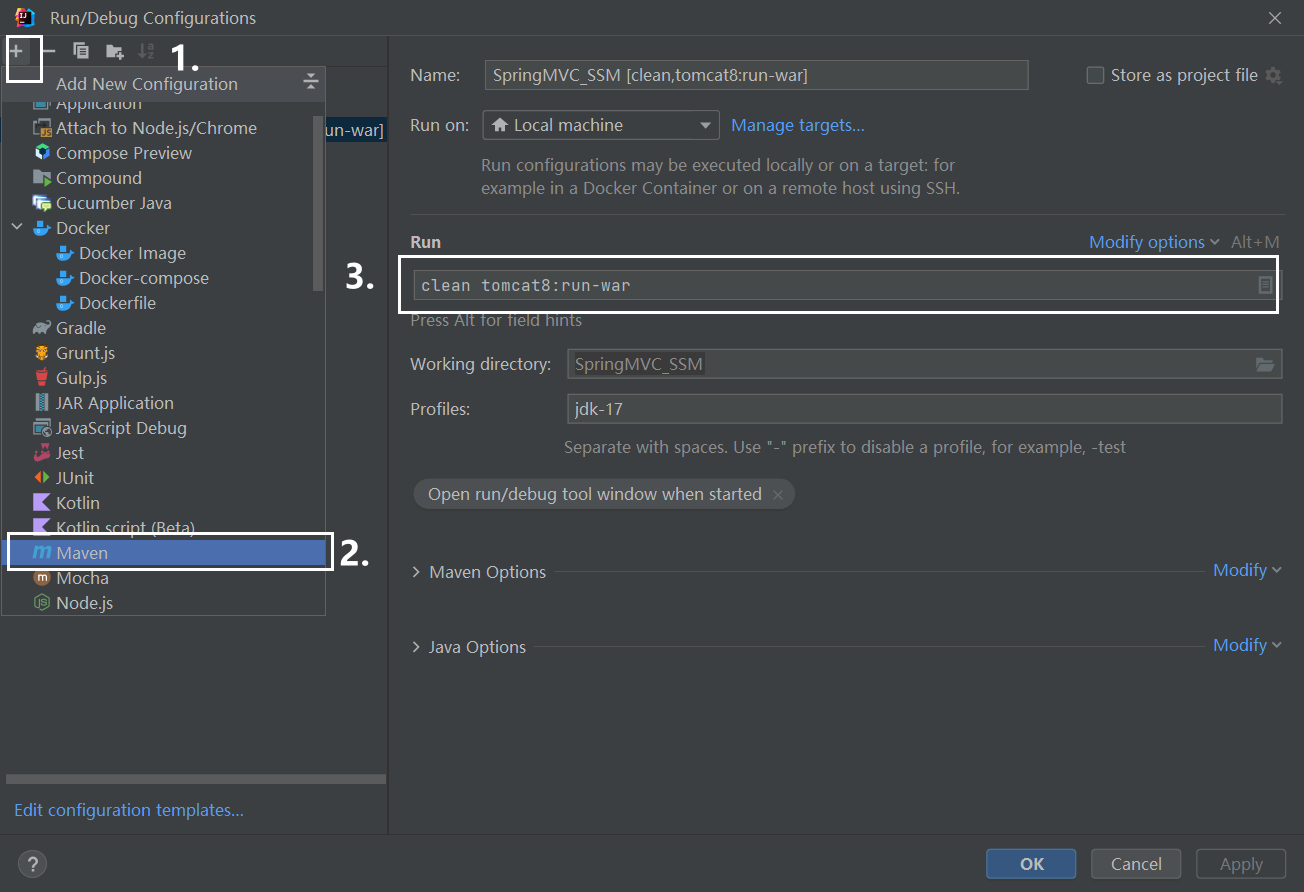 Run/Debug Configurations
1.
Add New Configuration
Application
Attach to Node.js/Chrome
run-war]
Compose Preview
Compound
Cucumber Java
Docker
Docker Image
Docker-compose
Dockerfile
Gradle
Grunt.js
Gulp.js
JAR Application
JavaScript Debug
Jest
JUnit
Kotlin
Kotlin script (Beta)
Maven
2.
Mocha
Node.js
Edit configuration templates...
Name:
SpringMVC_SSM [clean,tomcat8:run-war]
Store as project file
Run on:
Local machine
Manage targets...
Run configurations may be executed locally or on a target: for
example in a Docker Container or on a remote host using SSH.
Run
Modify options
Alt+M
3.
clean tomcat8:run-war
Press Alt for field hints
Working directory:
SpringMVC_SSM
Profiles:
jdk-17
Separate with spaces. Use "-" prefix to disable a profile, for example, -test
Open run/debug tool window when started
Maven Options
Modify
Java Options
Modify
?
OK
Cancel
Apply